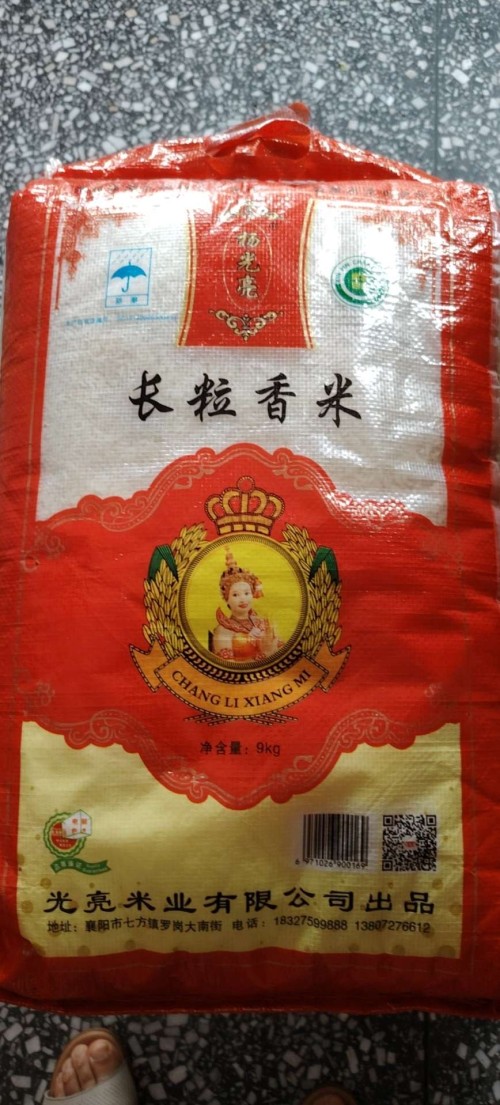 杨光亮
长粒香米
CHANG LI XIANG MI
净含量：9kg
光亮米业有限公司出品
地址：襄阳市七方镇罗岗大南街 电话：18327599888 13807276612